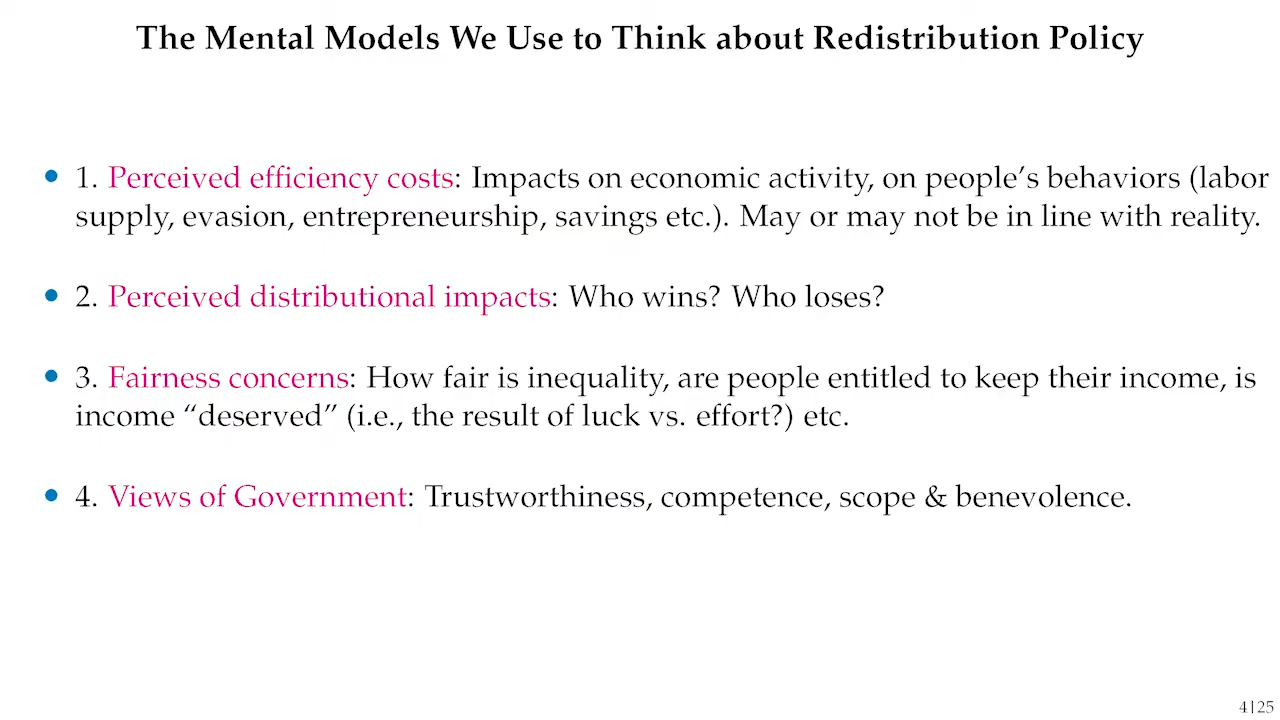 The Mental Models We Use to Think about Redistribution Policy
• 1. Perceived efficiency costs: Impacts on economic activity, on people’s behaviors (labor
supply, evasion, entrepreneurship, savings etc.). May or may not be in line with reality.
• 2. Perceived distributional impacts: Who wins? Who loses?
• 3. Fairness concerns: How fair is inequality, are people entitled to keep their income, is
income “deserved” (i.e., the result of luck vs. effort?) etc.
• 4. Views of Government: Trustworthiness, competence, scope & benevolence.
4|25